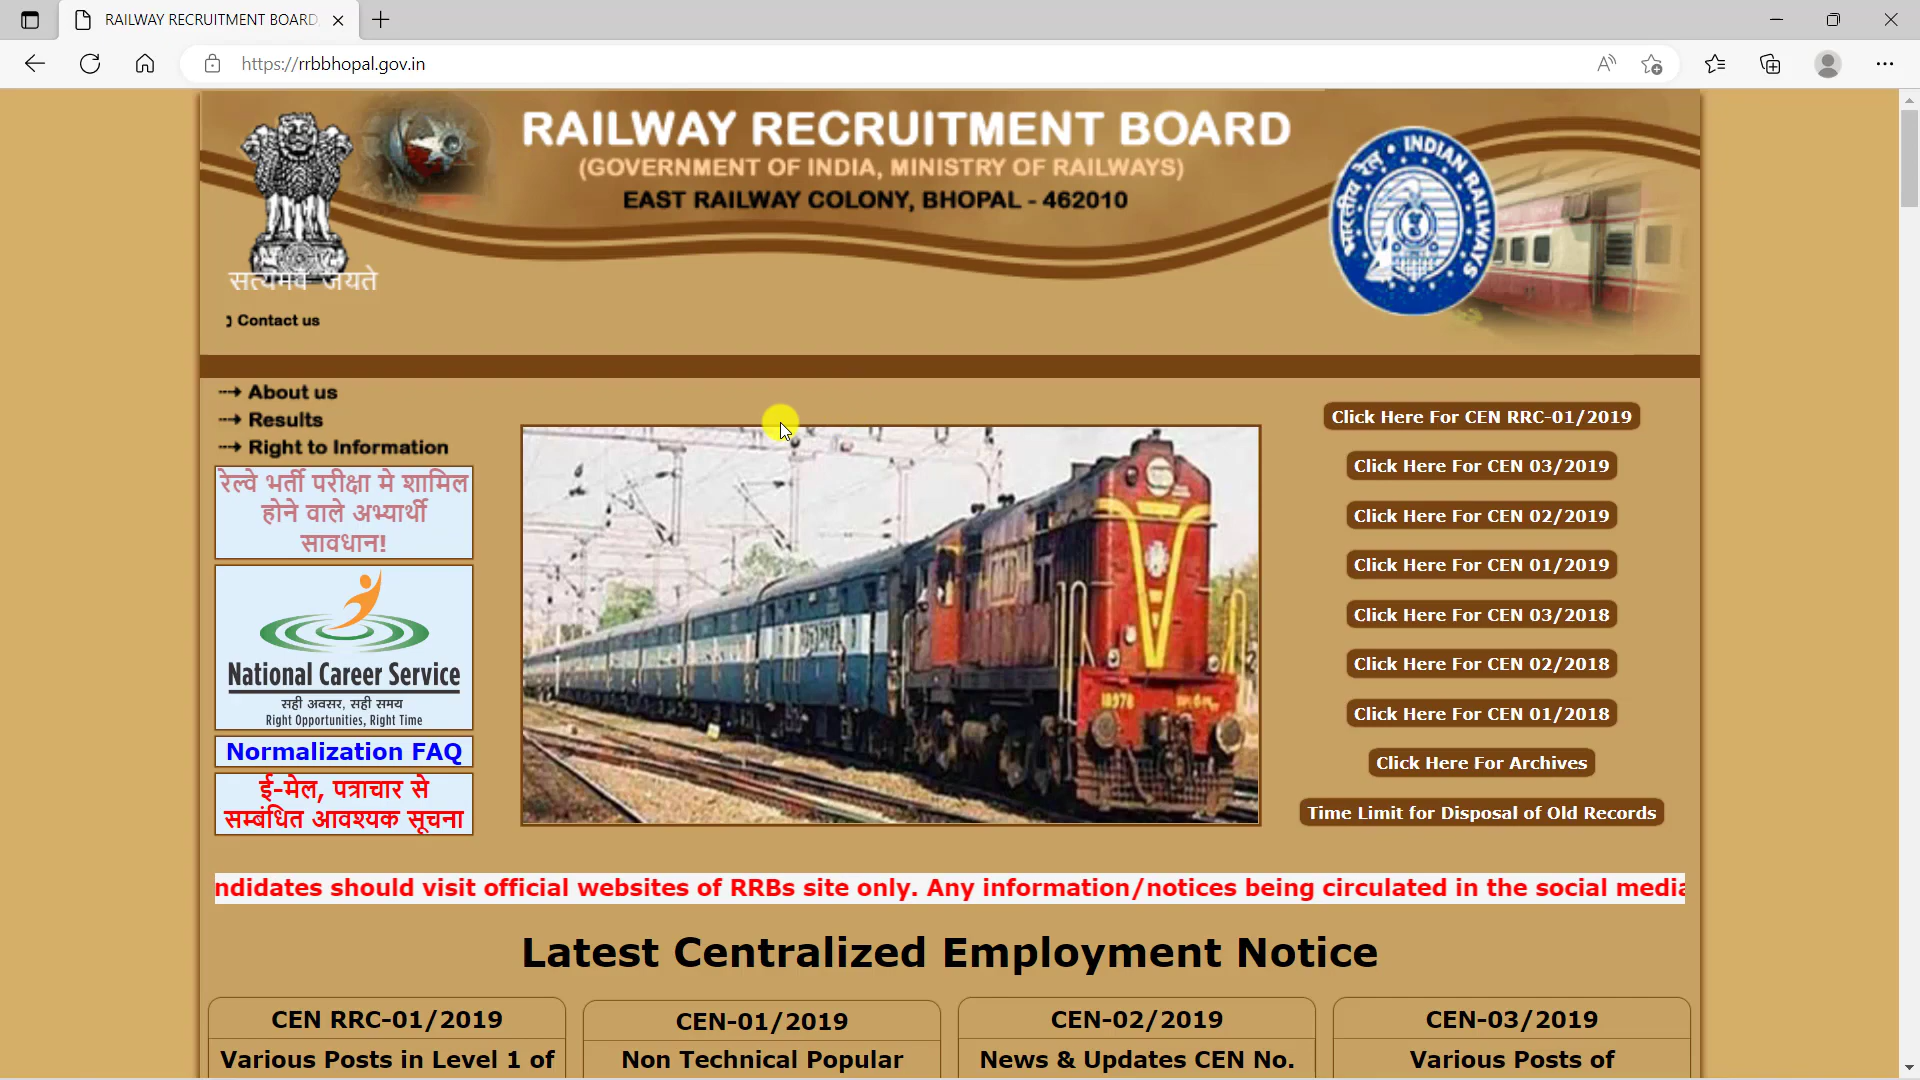 RAILWAY RECRUITMENT BOARD
https://rrbbhopal.gov.in
RAILWAY RECRUITMENT BOARD
(GOVERNMENT OF INDIA, MINISTRY OF RAILWAYS)
EAST RAILWAY COLONY, BHOPAL - 462010
सत्यमेव जयते
भारतीय रेल • INDIAN RAILWAYS
Contact us
About us
Results
Right to Information
रेल्वे भर्ती परीक्षा मे शामिल
होने वाले अभ्यार्थी
सावधान!
National Career Service
सही अवसर, सही समय
Right Opportunities, Right Time
Normalization FAQ
ई-मेल, पत्राचार से
सम्बंधित आवश्यक सूचना
18978
Click Here For CEN RRC-01/2019
Click Here For CEN 03/2019
Click Here For CEN 02/2019
Click Here For CEN 01/2019
Click Here For CEN 03/2018
Click Here For CEN 02/2018
Click Here For CEN 01/2018
Click Here For Archives
Time Limit for Disposal of Old Records
ndidates should visit official websites of RRBs site only. Any information/notices being circulated in the social media
Latest Centralized Employment Notice
CEN RRC-01/2019
Various Posts in Level 1 of
CEN-01/2019
Non Technical Popular
CEN-02/2019
News & Updates CEN No.
CEN-03/2019
Various Posts of